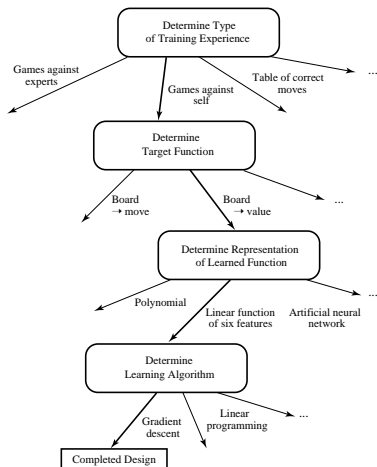 Determine Type
of Training Experience
Games against
experts
Games against
self
Table of correct
moves
...
Determine
Target Function
Board
→ move
Board
→ value
...
Determine Representation
of Learned Function
Polynomial
Linear function
of six features
Artificial neural
network
...
Determine
Learning Algorithm
Gradient
descent
Linear
programming
...
Completed Design